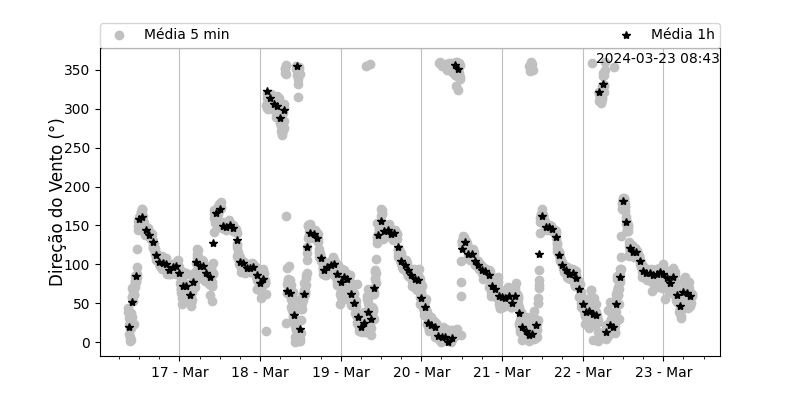 Média 5 min
Média 1h
2024-03-23 08:43
Direção do Vento (°)
350
300
250
200
150
100
50
0
17 - Mar
18 - Mar
19 - Mar
20 - Mar
21 - Mar
22 - Mar
23 - Mar